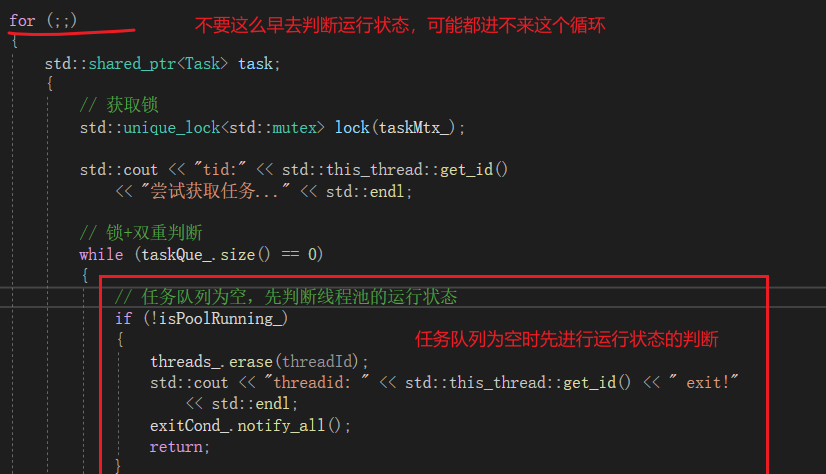 for (;;)
不要这么早去判断运行状态，可能都进不来这个循环
{
std::shared_ptr<Task> task;
{
// 获取锁
std::unique_lock<std::mutex> lock(taskMtx_);
std::cout << "tid:" << std::this_thread::get_id()
<< "尝试获取任务..." << std::endl;
// 锁+双重判断
while (taskQue_.size() == 0)
{
// 任务队列为空，先判断线程池的运行状态
if (!isPoolRunning_)
{
任务队列为空时先进行运行状态的判断
threads_.erase(threadId);
std::cout << "threadid: " << std::this_thread::get_id() << " exit!"
<< std::endl;
exitCond_.notify_all();
return;
}